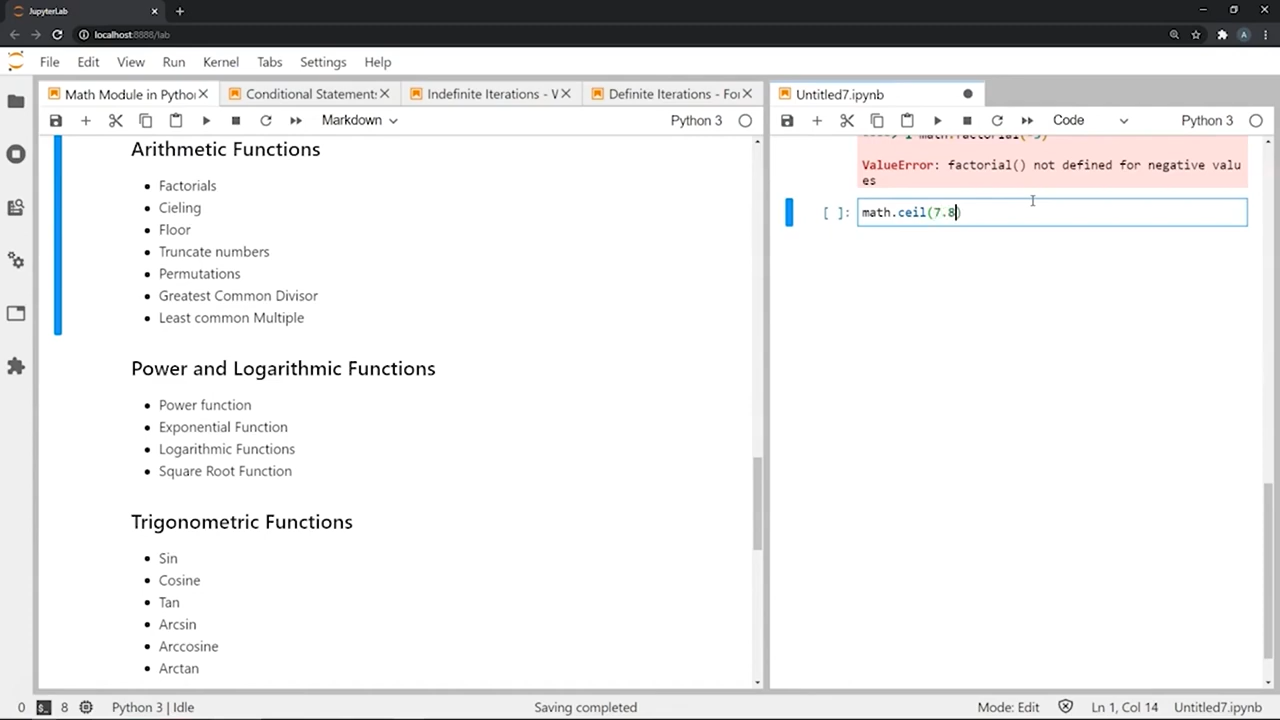 JupyterLab
localhost:8888/lab
A
File Edit View Run Kernel Tabs Settings Help
Math Module in Pytho
Conditional Statement:
Indefinite Iterations - V
Definite Iterations - For
Untitled7.ipynb
Markdown
Python 3
Code
Python 3
Arithmetic Functions
Factorials
Cieling
Floor
Truncate numbers
Permutations
Greatest Common Divisor
Least common Multiple
Power and Logarithmic Functions
Power function
Exponential Function
Logarithmic Functions
Square Root Function
Trigonometric Functions
Sin
Cosine
Tan
Arcsin
Arccosine
Arctan
ValueError: factorial() not defined for negative valu
es
[ ]: math.ceil(7.8)
0 8 Python 3 | Idle Saving completed Mode: Edit Ln 1, Col 14 Untitled7.ipynb